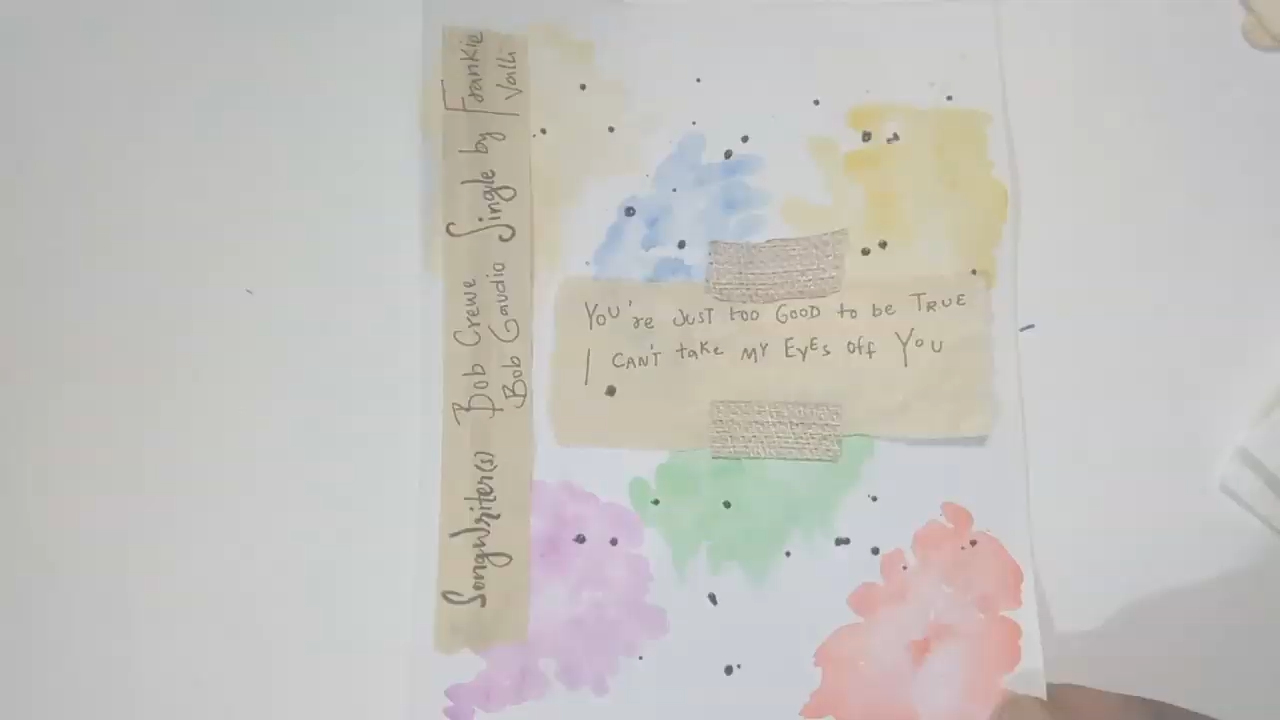 Songwriter(s) Bob Crewe
Bob Gaudio
Single by Frankie
Valli
YOU're JUST too GOOD to be TRUE
I CAN'T take MY EyES off YOU